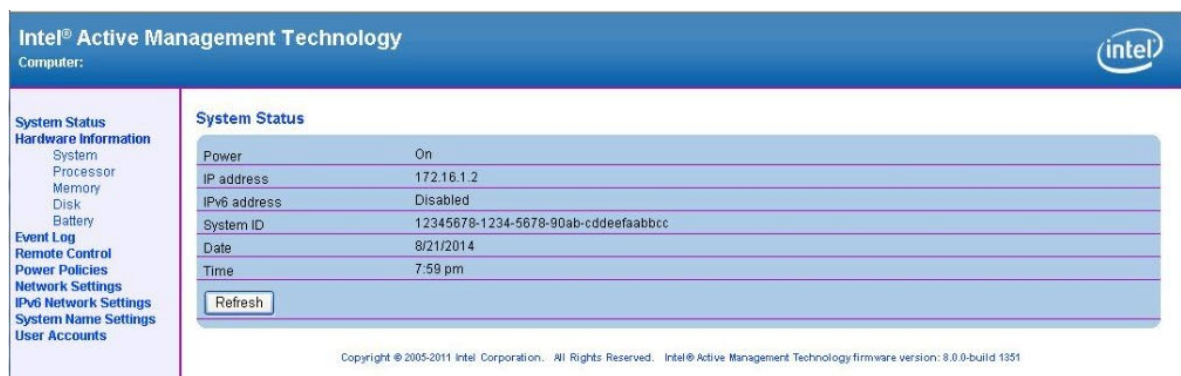 Intel® Active Management Technology
Computer:
intel
System Status
Hardware Information
System
Processor
Memory
Disk
Battery
Event Log
Remote Control
Power Policies
Network Settings
IPv6 Network Settings
System Name Settings
User Accounts
System Status
Power On
IP address 172.16.1.2
IPv6 address Disabled
System ID 12345678-1234-5678-90ab-cddeefaabbcc
Date 8/21/2014
Time 7:59 pm
Refresh
Copyright © 2005-2011 Intel Corporation. All Rights Reserved. Intel® Active Management Technology firmware version: 8.0.0-build 1351